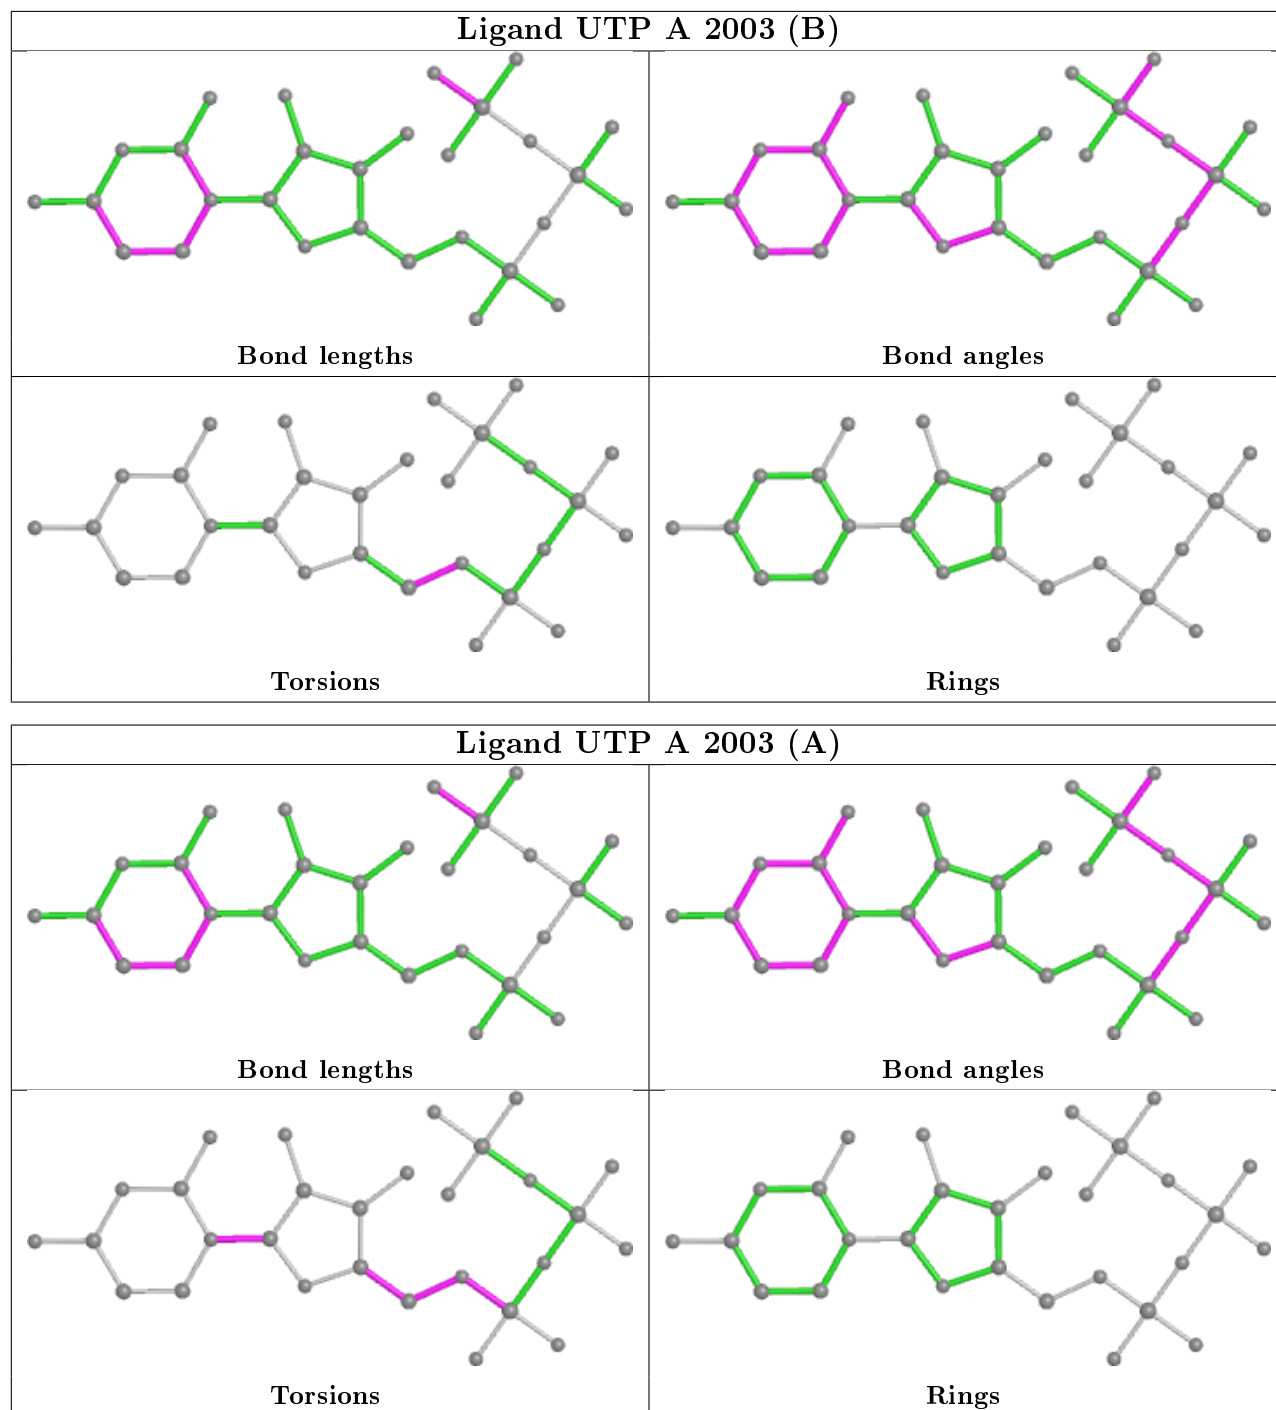 Ligand UTP A 2003 (B)
Bond lengths
Bond angles
Torsions
Rings
Ligand UTP A 2003 (A)
Bond lengths
Bond angles
Torsions
Rings